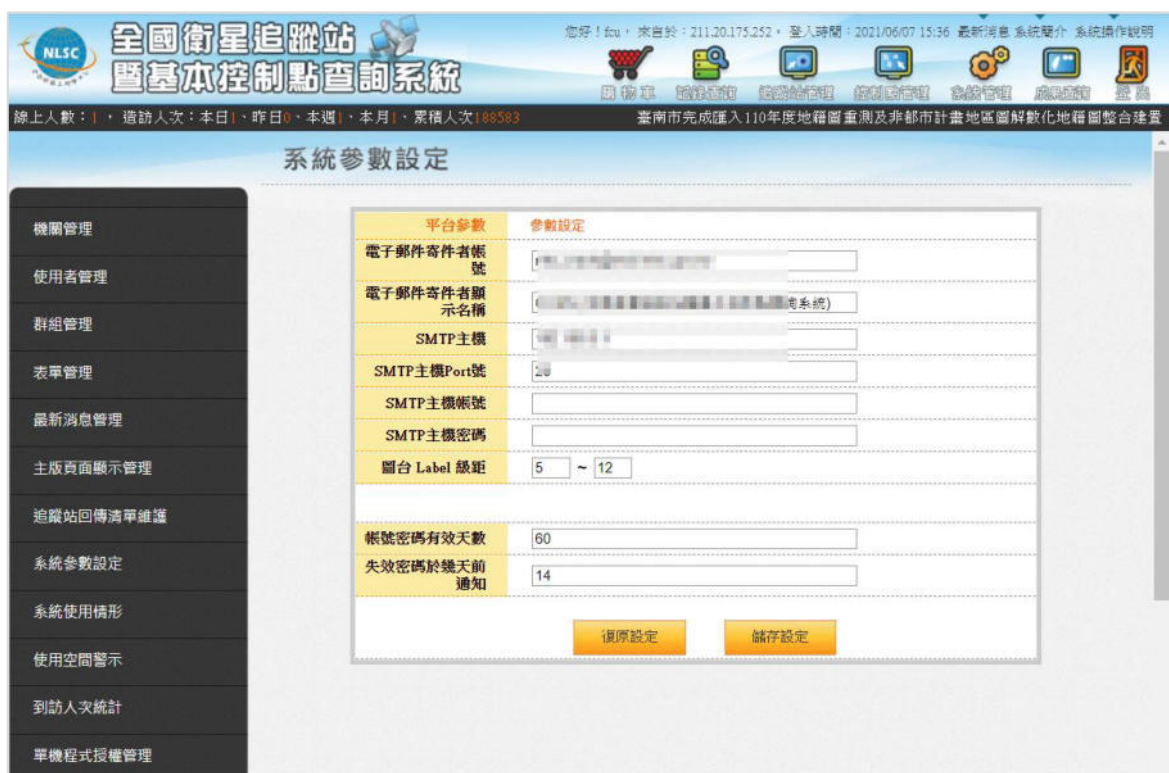 NLSC
全國衛星追蹤站
暨基本控制點查詢系統
您好！fcu， 來自於：211.20.175.252。 登入時間：2021/06/07 15:36 最新消息 系統簡介 系統操作說明
購物車 記錄查詢 追蹤站管理 控制點管理 系統管理 成果查詢 登出
線上人數：1 ， 造訪人次：本日1、昨日0、本週1、本月1、累積人次188583
臺南市完成匯入110年度地籍圖重測及非都市計畫地區圖解數化地籍圖整合建置
系統參數設定
機關管理
使用者管理
群組管理
表單管理
最新消息管理
主版頁面顯示管理
追蹤站回傳清單維護
系統參數設定
系統使用情形
使用空間警示
到訪人次統計
單機程式授權管理
平台參數 參數設定
電子郵件寄件者帳
號
電子郵件寄件者顯
示名稱
詢系統)
SMTP主機
SMTP主機Port號
SMTP主機帳號
SMTP主機密碼
圖台 Label 級距 5 ~ 12
帳號密碼有效天數 60
失效密碼於幾天前
通知 14
復原設定 儲存設定